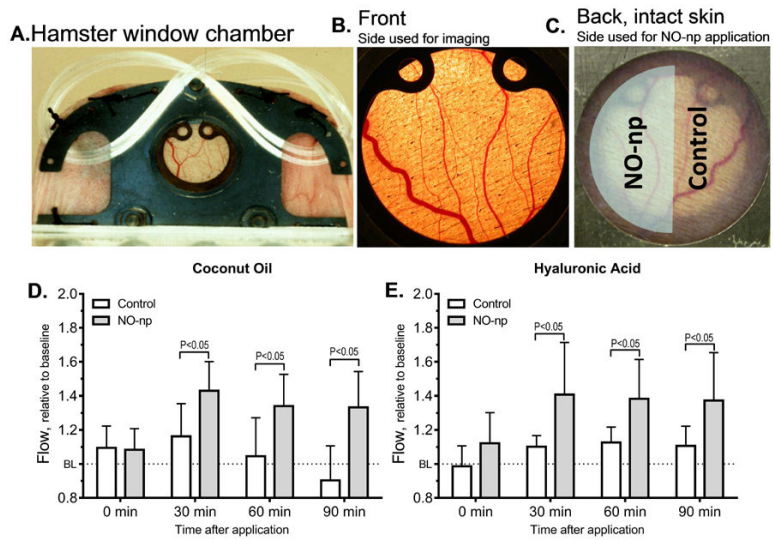 A. Hamster window chamber
B. Front
Side used for imaging
C. Back, intact skin
Side used for NO-np application
NO-np
Control
D.
Coconut Oil
Control
NO-np
Flow, relative to baseline
2.0
1.8
1.6
1.4
1.2
BL
0.8
P<0.05
P<0.05
P<0.05
0 min
30 min
60 min
90 min
Time after application
E.
Hyaluronic Acid
Control
NO-np
Flow, relative to baseline
2.0
1.8
1.6
1.4
1.2
BL
0.8
P<0.05
P<0.05
P<0.05
0 min
30 min
60 min
90 min
Time after application